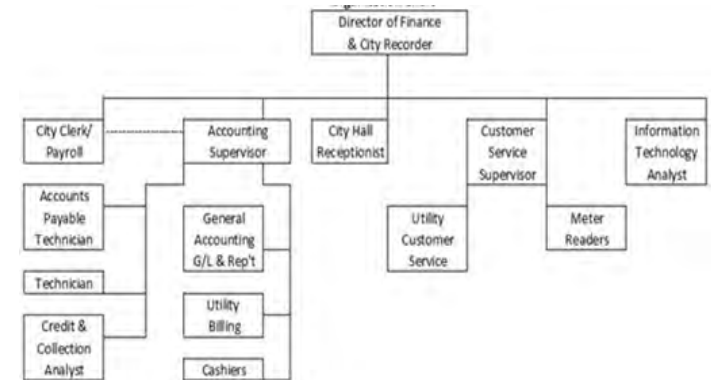 Director of Finance
& City Recorder
City Clerk/
Payroll
Accounting
Supervisor
City Hall
Receptionist
Customer
Service
Supervisor
Information
Technology
Analyst
Accounts
Payable
Technician
General
Accounting
G/L & Rep't
Utility
Customer
Service
Meter
Readers
Technician
Utility
Billing
Credit &
Collection
Analyst
Cashiers